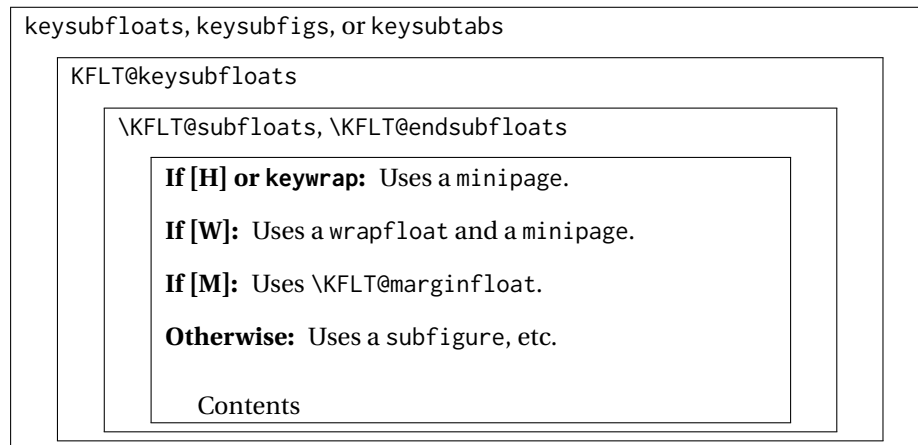 keysubfloats, keysubfigs, or keysubtabs
KFLT@keysubfloats
\KFLT@subfloats, \KFLT@endsubfloats
If [H] or keywrap: Uses a minipage.
If [W]: Uses a wrapfloat and a minipage.
If [M]: Uses \KFLT@marginfloat.
Otherwise: Uses a subfigure, etc.
Contents